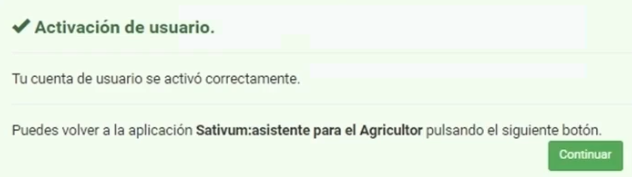 Activación de usuario.
Tu cuenta de usuario se activó correctamente.
Puedes volver a la aplicación Sativum:asistente para el Agricultor pulsando el siguiente botón.
Continuar